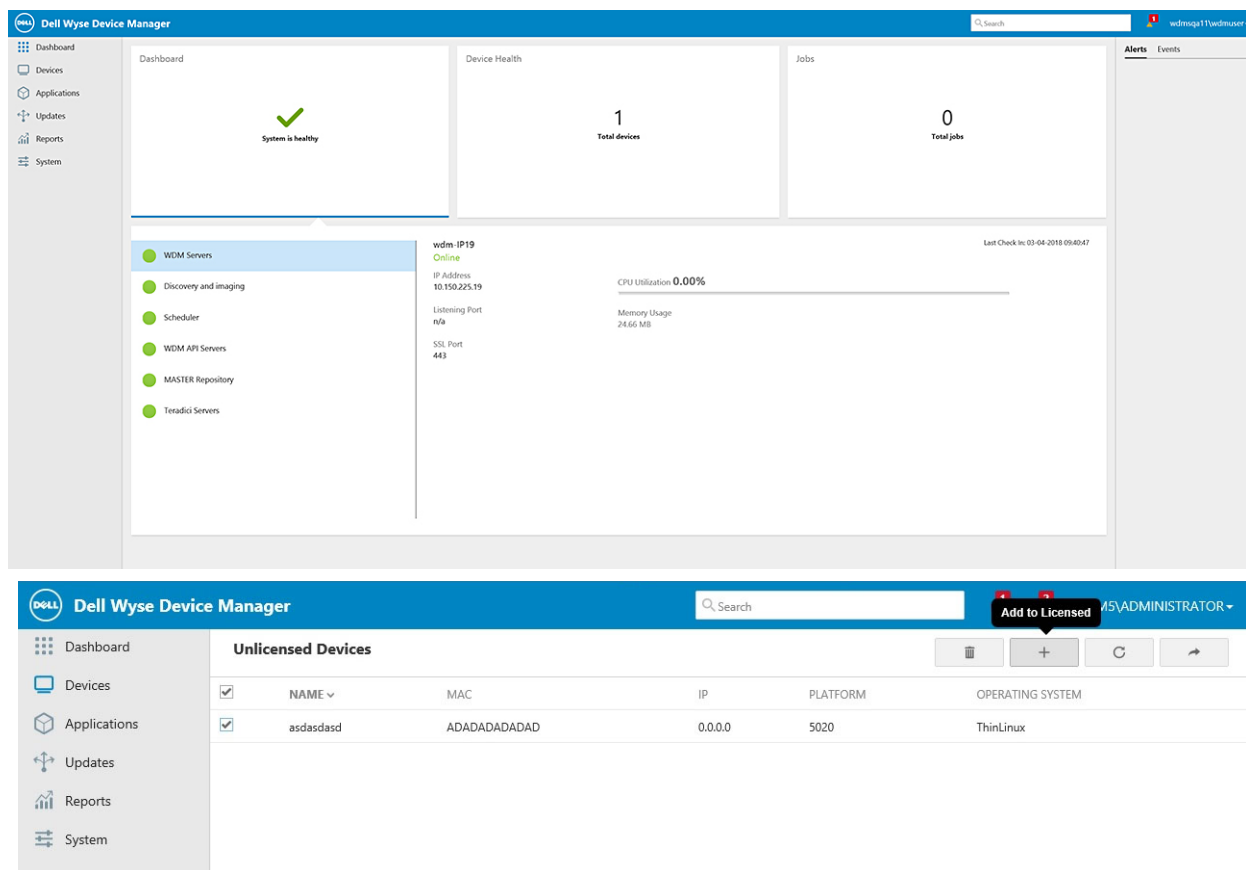 DELL Dell Wyse Device Manager
Search
1
wdmsqa11\wdmuser
Dashboard
Devices
Applications
Updates
Reports
System
Dashboard
System is healthy
Device Health
1
Total devices
Jobs
0
Total jobs
Alerts Events
WDM Servers
Discovery and imaging
Scheduler
WDM API Servers
MASTER Repository
Teradici Servers
wdm-IP19
Online
IP Address
10.150.225.19
Listening Port
n/a
SSL Port
443
Last Check In: 03-04-2018 09:40:47
CPU Utilization 0.00%
Memory Usage
24.66 MB
DELL Dell Wyse Device Manager
Search
Add to Licensed
\ADMINISTRATOR
Dashboard
Devices
Applications
Updates
Reports
System
Unlicensed Devices
NAME MAC IP PLATFORM OPERATING SYSTEM
asdasdasd ADADADADADAD 0.0.0.0 5020 ThinLinux